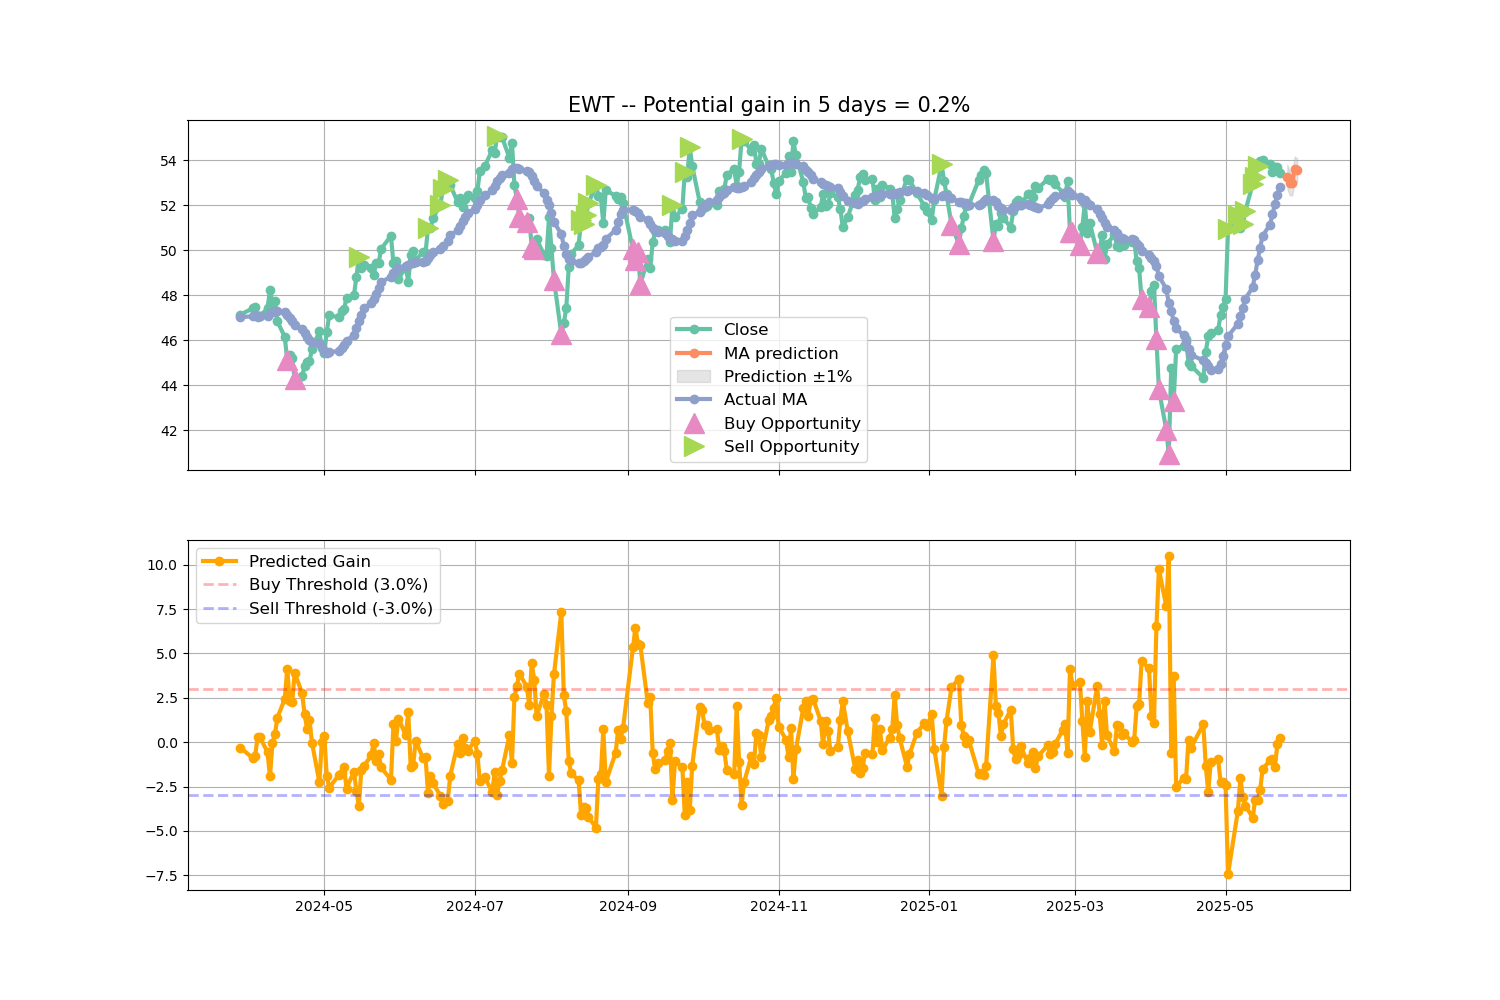 EWT -- Potential gain in 5 days = 0.2%
54
52
50
48
46
44
42
Close
MA prediction
Prediction ±1%
Actual MA
Buy Opportunity
Sell Opportunity
10.0
7.5
5.0
2.5
0.0
−2.5
−5.0
−7.5
Predicted Gain
Buy Threshold (3.0%)
Sell Threshold (-3.0%)
2024-05 2024-07 2024-09 2024-11 2025-01 2025-03 2025-05